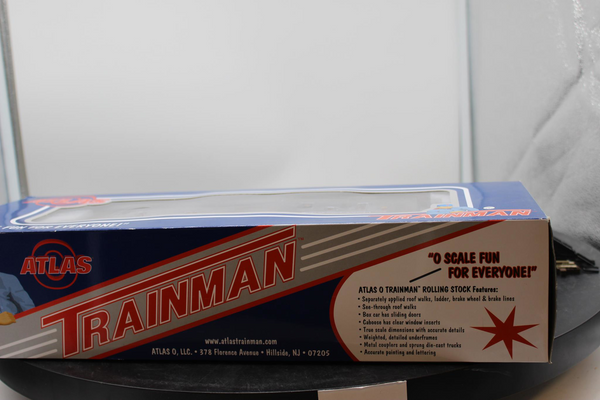 TRAINMAN
ATLAS
TRAINMAN
"O SCALE FUN
FOR EVERYONE!"
ATLAS O TRAINMAN™ ROLLING STOCK Features:
• Separately applied roof walks, ladder, brake wheel & brake lines
• See-through roof walks
• Box car has sliding doors
• Caboose has clear window inserts
• True scale dimensions with accurate details
• Weighted, detailed underframes
• Metal couplers and sprung die-cast trucks
• Accurate painting and lettering
www.atlastrainman.com
ATLAS O, LLC. • 378 Florence Avenue • Hillside, NJ • 07205